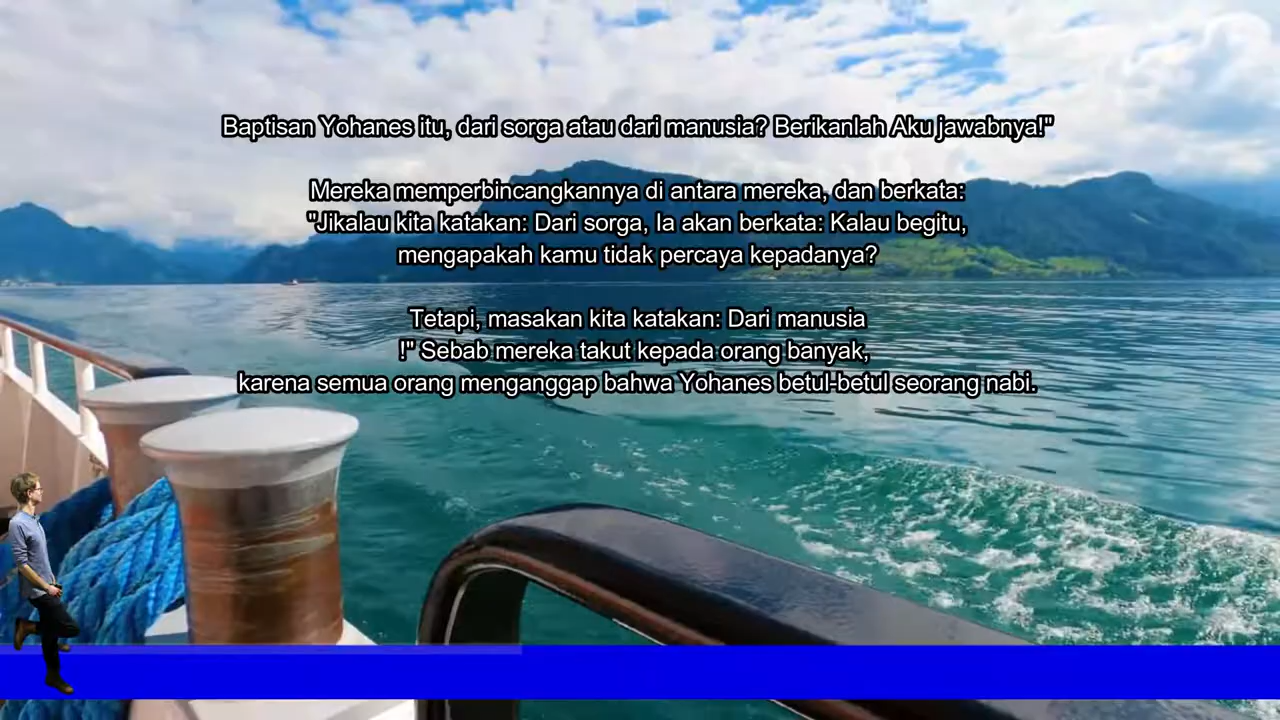 Baptisan Yohanes itu, dari sorga atau dari manusia? Berikanlah Aku jawabnya!"
Mereka memperbincangkannya di antara mereka, dan berkata:
"Jikalau kita katakan: Dari sorga, Ia akan berkata: Kalau begitu,
mengapakah kamu tidak percaya kepadanya?
Tetapi, masakan kita katakan: Dari manusia
!" Sebab mereka takut kepada orang banyak,
karena semua orang menganggap bahwa Yohanes betul-betul seorang nabi.